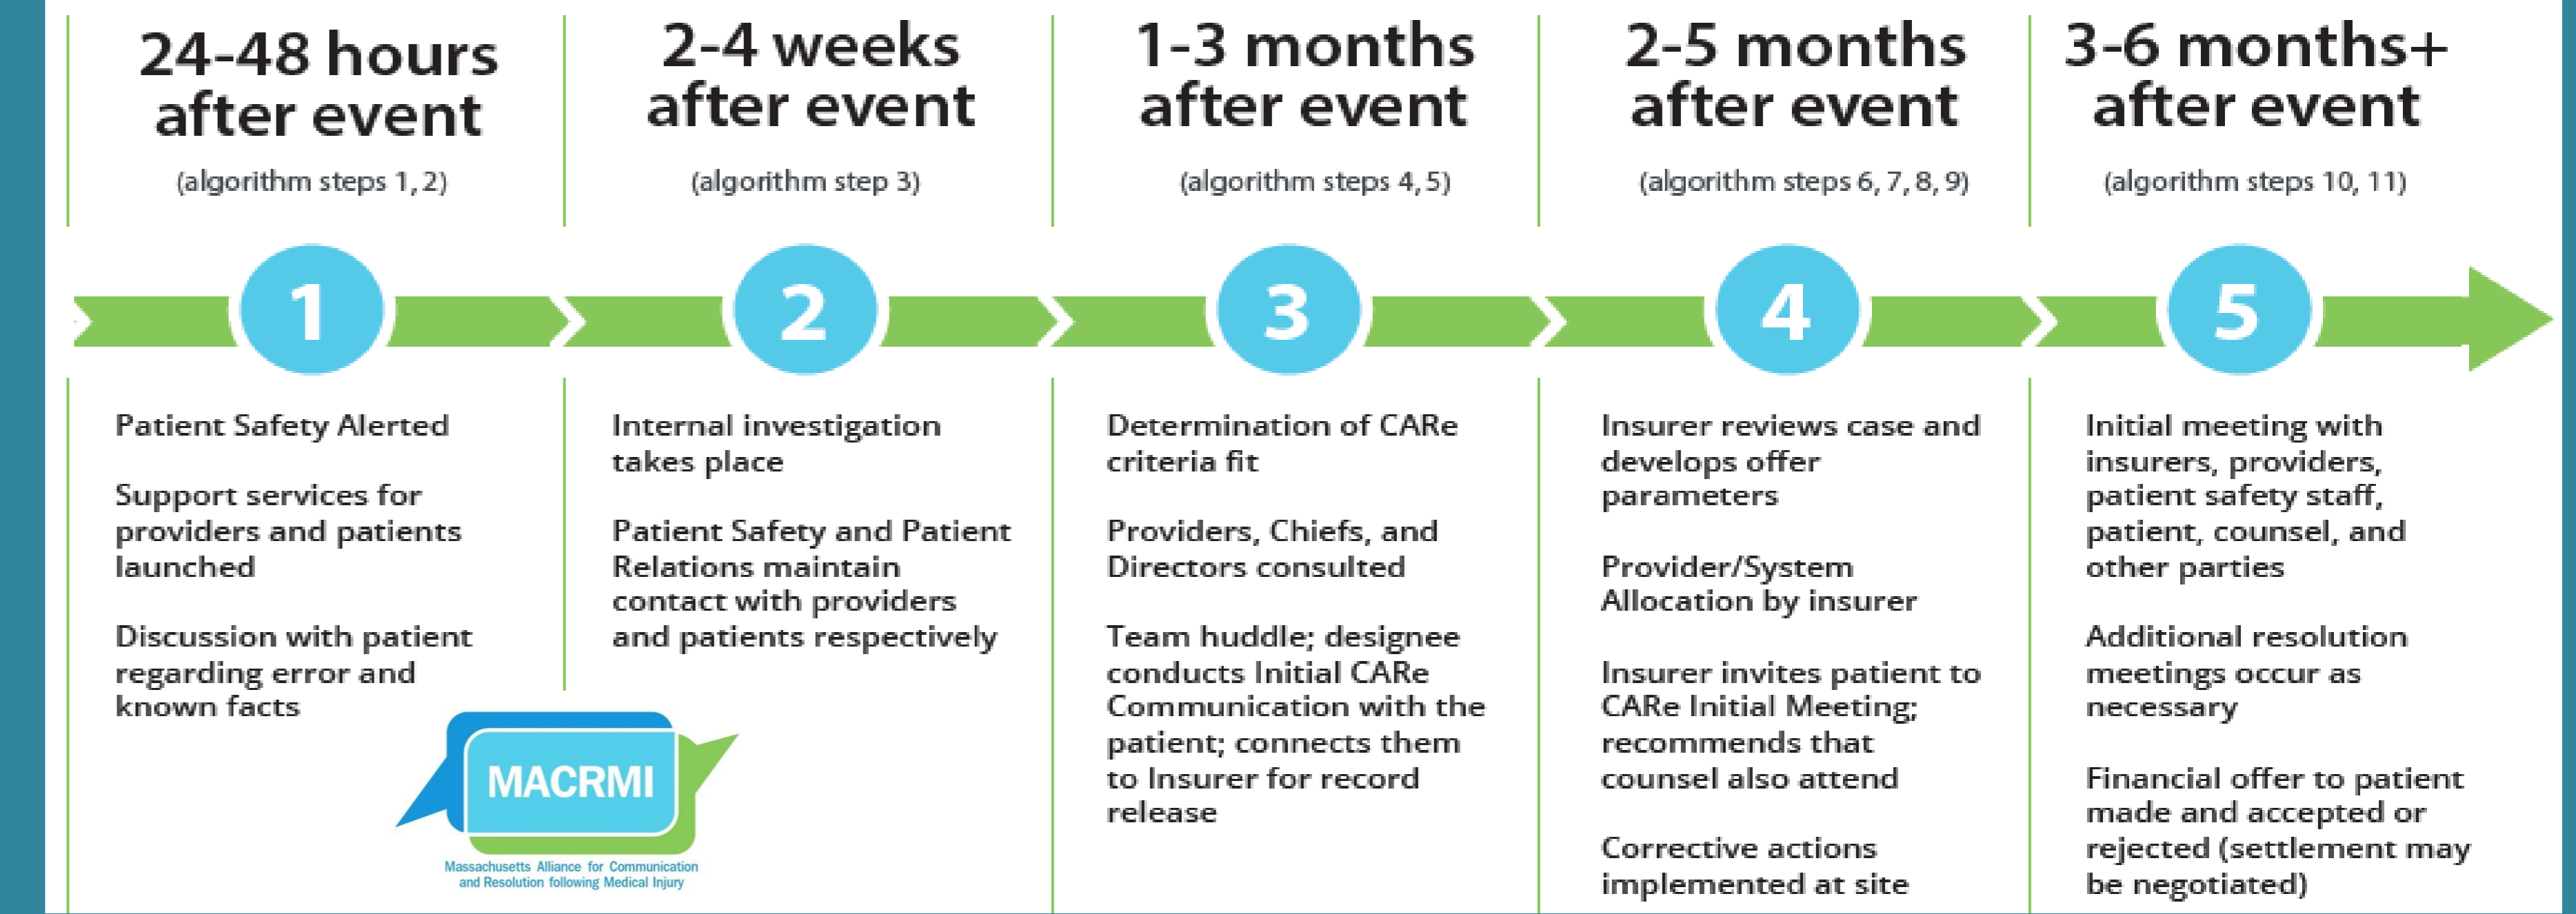 24-48 hours
after event
(algorithm steps 1, 2)
2-4 weeks
after event
(algorithm step 3)
1-3 months
after event
(algorithm steps 4, 5)
2-5 months
after event
(algorithm steps 6, 7, 8, 9)
3-6 months+
after event
(algorithm steps 10, 11)
1
2
3
4
5
Patient Safety Alerted
Support services for
providers and patients
launched
Discussion with patient
regarding error and
known facts
Internal investigation
takes place
Patient Safety and Patient
Relations maintain
contact with providers
and patients respectively
Determination of CARe
criteria fit
Providers, Chiefs, and
Directors consulted
Team huddle; designee
conducts Initial CARe
Communication with the
patient; connects them
to Insurer for record
release
Insurer reviews case and
develops offer
parameters
Provider/System
Allocation by insurer
Insurer invites patient to
CARe Initial Meeting;
recommends that
counsel also attend
Corrective actions
implemented at site
Initial meeting with
insurers, providers,
patient safety staff,
patient, counsel, and
other parties
Additional resolution
meetings occur as
necessary
Financial offer to patient
made and accepted or
rejected (settlement may
be negotiated)
MACRMI
Massachusetts Alliance for Communication
and Resolution following Medical Injury